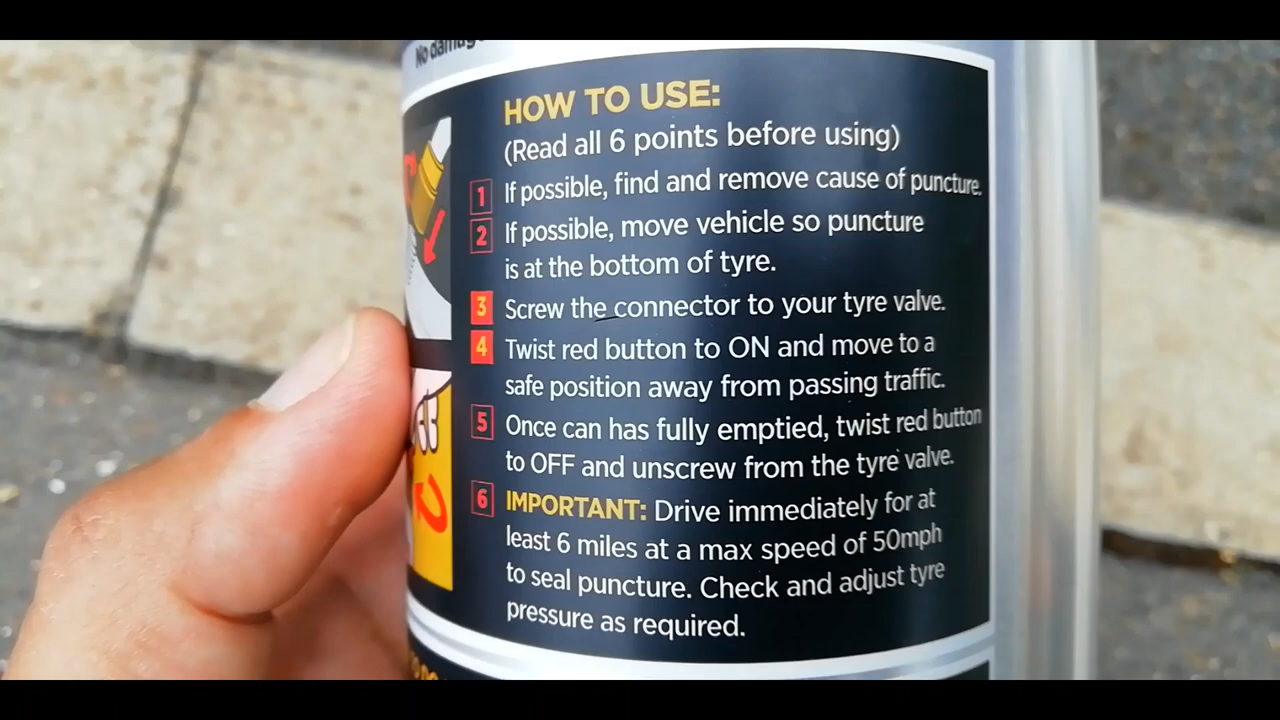 No damage
HOW TO USE:
(Read all 6 points before using)
1 If possible, find and remove cause of puncture.
2 If possible, move vehicle so puncture
is at the bottom of tyre.
3 Screw the connector to your tyre valve.
4 Twist red button to ON and move to a
safe position away from passing traffic.
5 Once can has fully emptied, twist red button
to OFF and unscrew from the tyre valve.
6 IMPORTANT: Drive immediately for at
least 6 miles at a max speed of 50mph
to seal puncture. Check and adjust tyre
pressure as required.